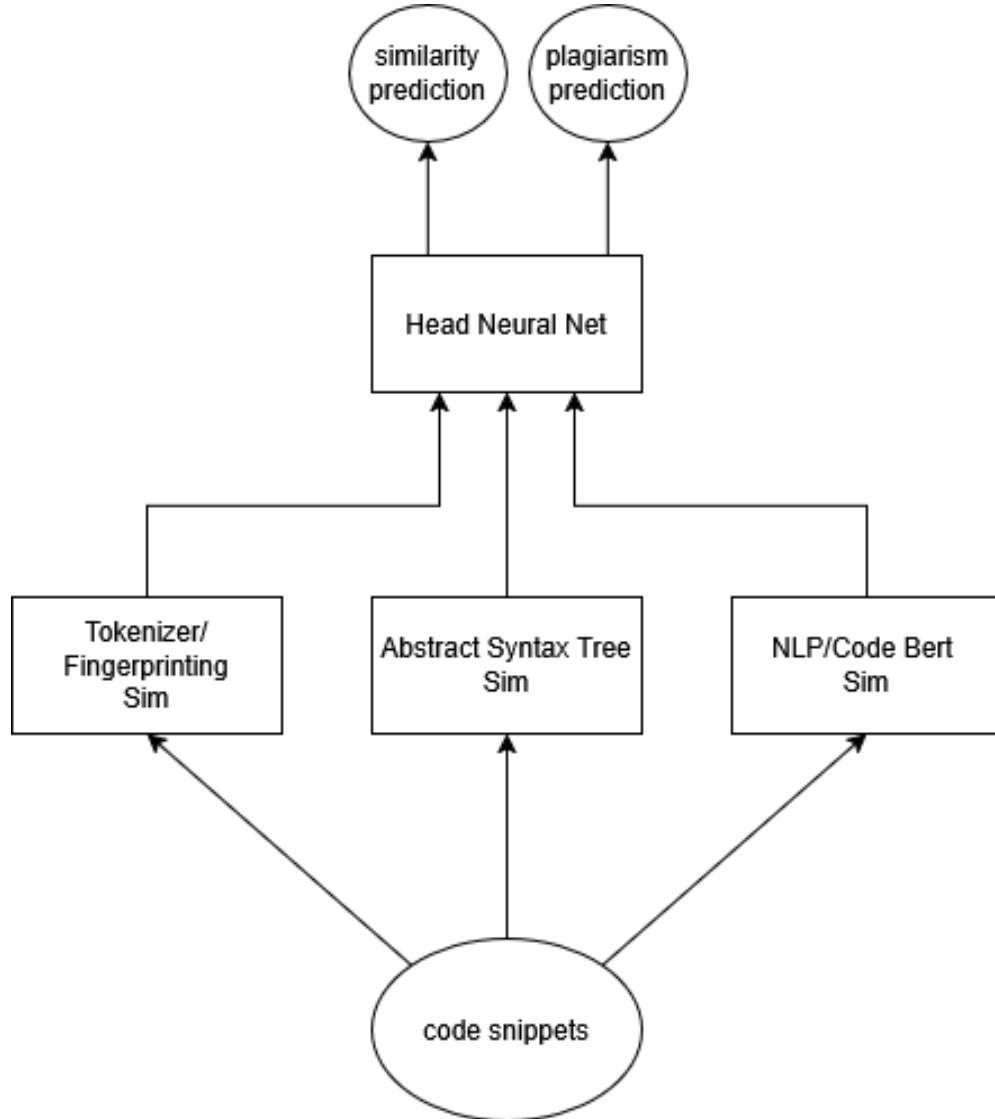 similarity
prediction
plagiarism
prediction
Head Neural Net
Tokenizer/
Fingerprinting
Sim
Abstract Syntax Tree
Sim
NLP/Code Bert
Sim
code snippets